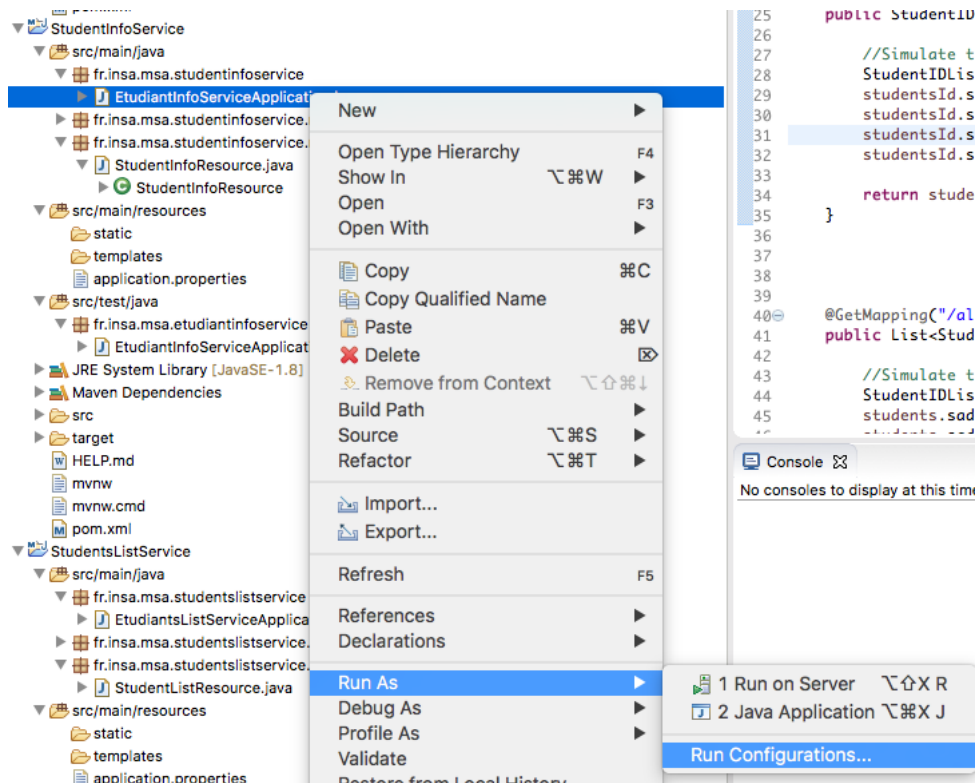 StudentInfoService
src/main/java
fr.insa.msa.studentinfoservice
EtudiantInfoServiceApplicati
fr.insa.msa.studentinfoservice.
fr.insa.msa.studentinfoservice.
StudentInfoResource.java
StudentInfoResource
src/main/resources
static
templates
application.properties
src/test/java
fr.insa.msa.etudiantinfoservice
EtudiantInfoServiceApplicat
JRE System Library [JavaSE-1.8]
Maven Dependencies
src
target
HELP.md
mvnw
mvnw.cmd
pom.xml
StudentsListService
src/main/java
fr.insa.msa.studentslistservice
EtudiantsListServiceApplica
fr.insa.msa.studentslistservice.
fr.insa.msa.studentslistservice.
StudentListResource.java
src/main/resources
static
templates
application.properties
New
Open Type Hierarchy F4
Show In ⌥⌘W
Open F3
Open With
Copy ⌘C
Copy Qualified Name
Paste ⌘V
Delete ⌦
Remove from Context ⌥⇧⌘↓
Build Path
Source ⌥⌘S
Refactor ⌥⌘T
Import...
Export...
Refresh F5
References
Declarations
Run As
Debug As
Profile As
Validate
Restore from Local History...
1 Run on Server ⌥⇧X R
2 Java Application ⌥⌘X J
Run Configurations...
25 public StudentID
26
27 //Simulate t
28 StudentIDLis
29 studentsId.s
30 studentsId.s
31 studentsId.s
32 studentsId.s
33
34 return stude
35 }
36
37
38
39
40 @GetMapping("/al
41 public List<Stud
42
43 //Simulate t
44 StudentIDLis
45 students.sad
Console
No consoles to display at this time